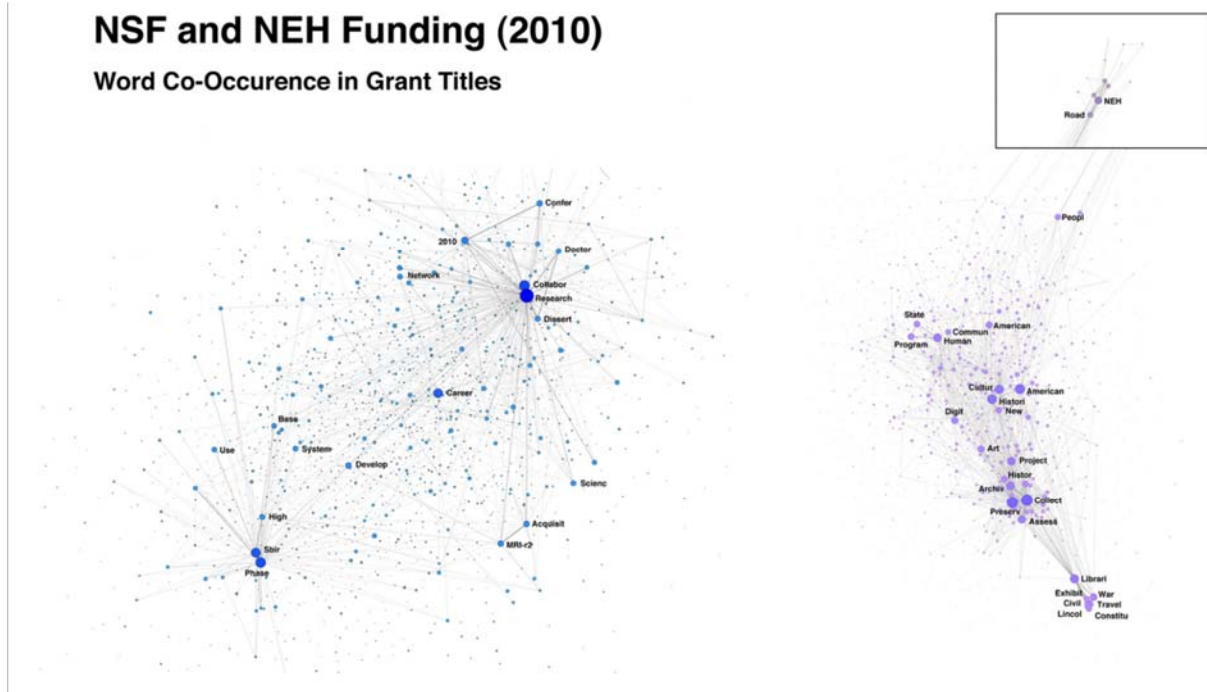 NSF and NEH Funding (2010)
Word Co-Occurence in Grant Titles
NEH
Road
Confer
2010
Doctor
Network
Collabor
Research
Dissert
Career
Base
Use
System
Develop
Scienc
High
Acquisit
MRI-r2
Sbir
Phase
Peopl
State
Commun
American
Program
Human
Cultur
American
Histori
New
Digit
Art
Project
Histor
Archiv
Collect
Preserv
Assess
Librari
Exhibit
War
Civil
Travel
Lincol
Constitu